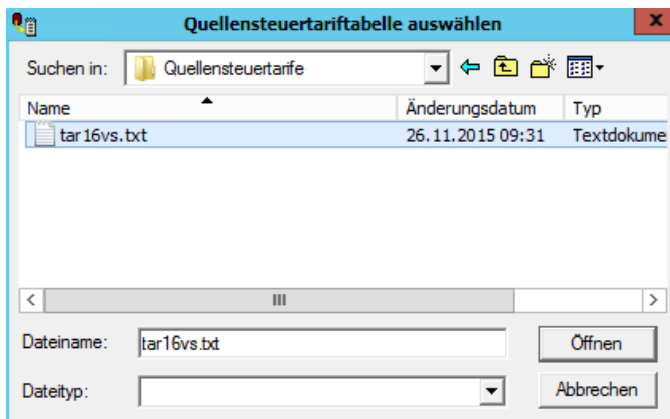 Quellensteuertariftabelle auswählen
Suchen in: Quellensteuertarife
Name Änderungsdatum Typ
tar16vs.txt 26.11.2015 09:31 Textdokume
Dateiname: tar16vs.txt Öffnen
Dateityp: Abbrechen